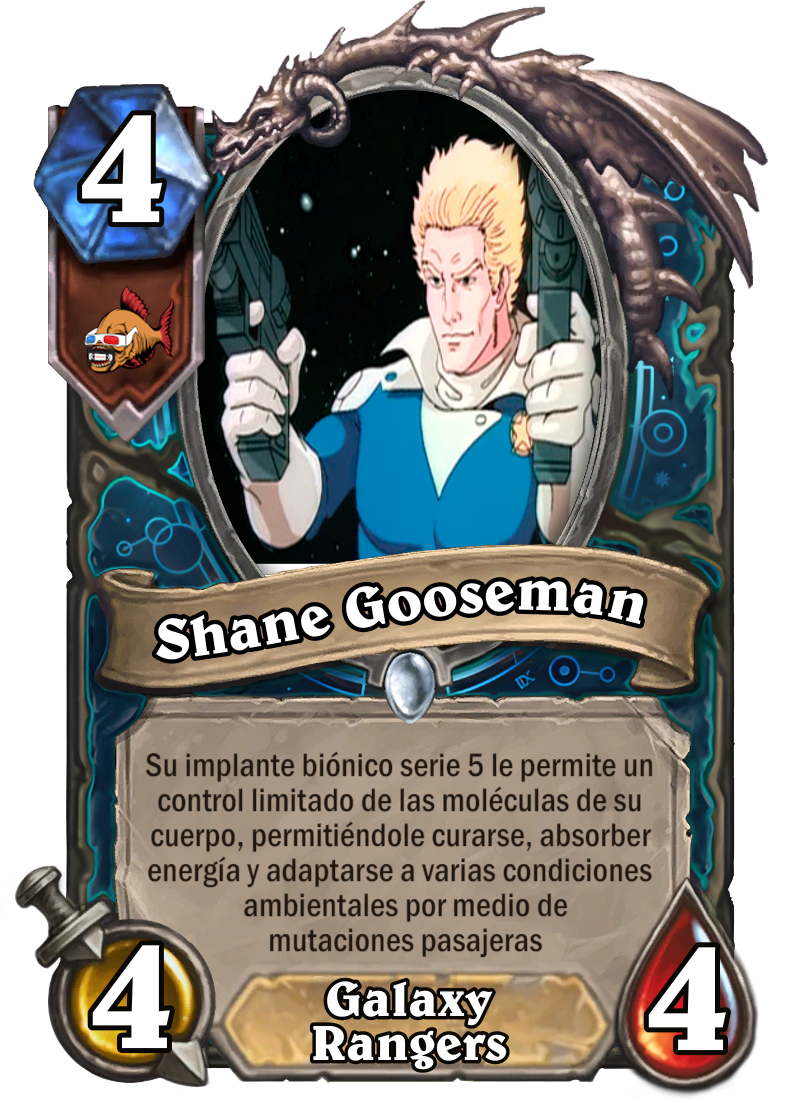 4
Shane Gooseman
Su implante biónico serie 5 le permite un
control limitado de las moléculas de su
cuerpo, permitiéndole curarse, absorber
energía y adaptarse a varias condiciones
ambientales por medio de
mutaciones pasajeras
4
Galaxy
Rangers
4